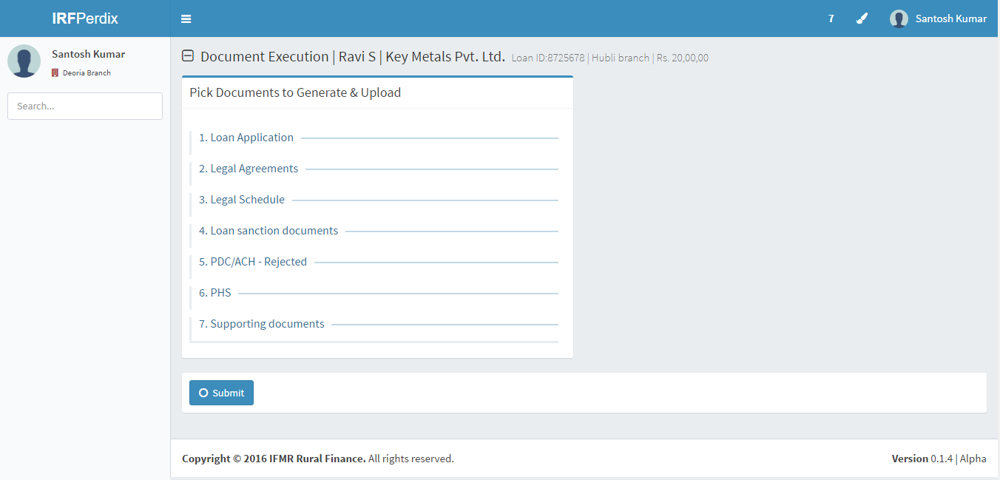 IRFPerdix
7
Santosh Kumar
Santosh Kumar
Deoria Branch
Search...
Document Execution | Ravi S | Key Metals Pvt. Ltd. Loan ID:8725678 | Hubli branch | Rs. 20,00,00
Pick Documents to Generate & Upload
1. Loan Application
2. Legal Agreements
3. Legal Schedule
4. Loan sanction documents
5. PDC/ACH - Rejected
6. PHS
7. Supporting documents
Submit
Copyright © 2016 IFMR Rural Finance. All rights reserved.
Version 0.1.4 | Alpha